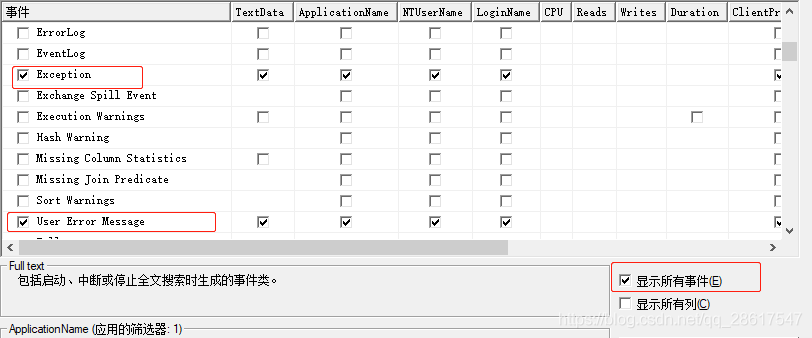 事件 TextData ApplicationName NTUserName LoginName CPU Reads Writes Duration ClientPr
ErrorLog
EventLog
Exception
Exchange Spill Event
Execution Warnings
Hash Warning
Missing Column Statistics
Missing Join Predicate
Sort Warnings
User Error Message
Full text
包括启动、中断或停止全文搜索时生成的事件类。
显示所有事件(E)
显示所有列(C)
https://blog.csdn.net/qq_28617547
ApplicationName (应用的筛选器: 1)